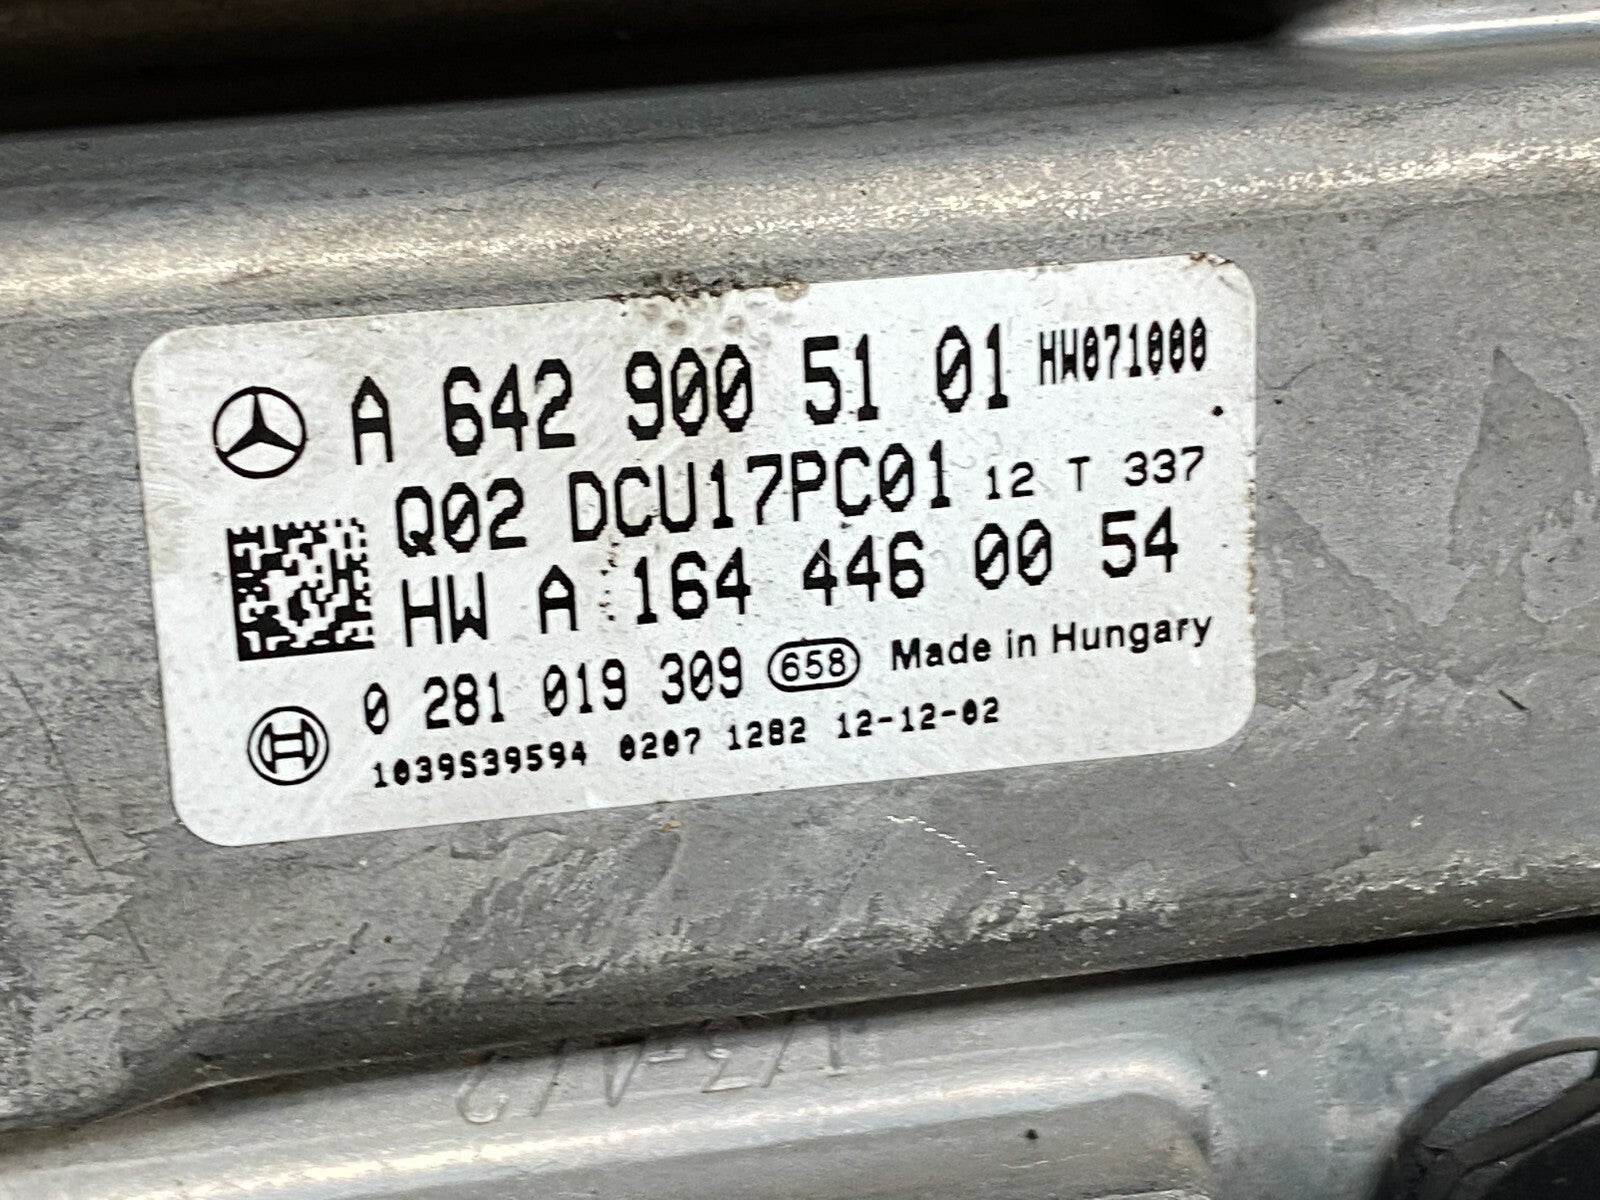 A 642 900 51 01 HW071000
Q02 DCU17PC01 12 T 337
HW A 164 446 00 54
0 281 019 309 658 Made in Hungary
1039S39594 0207 1282 12-12-02